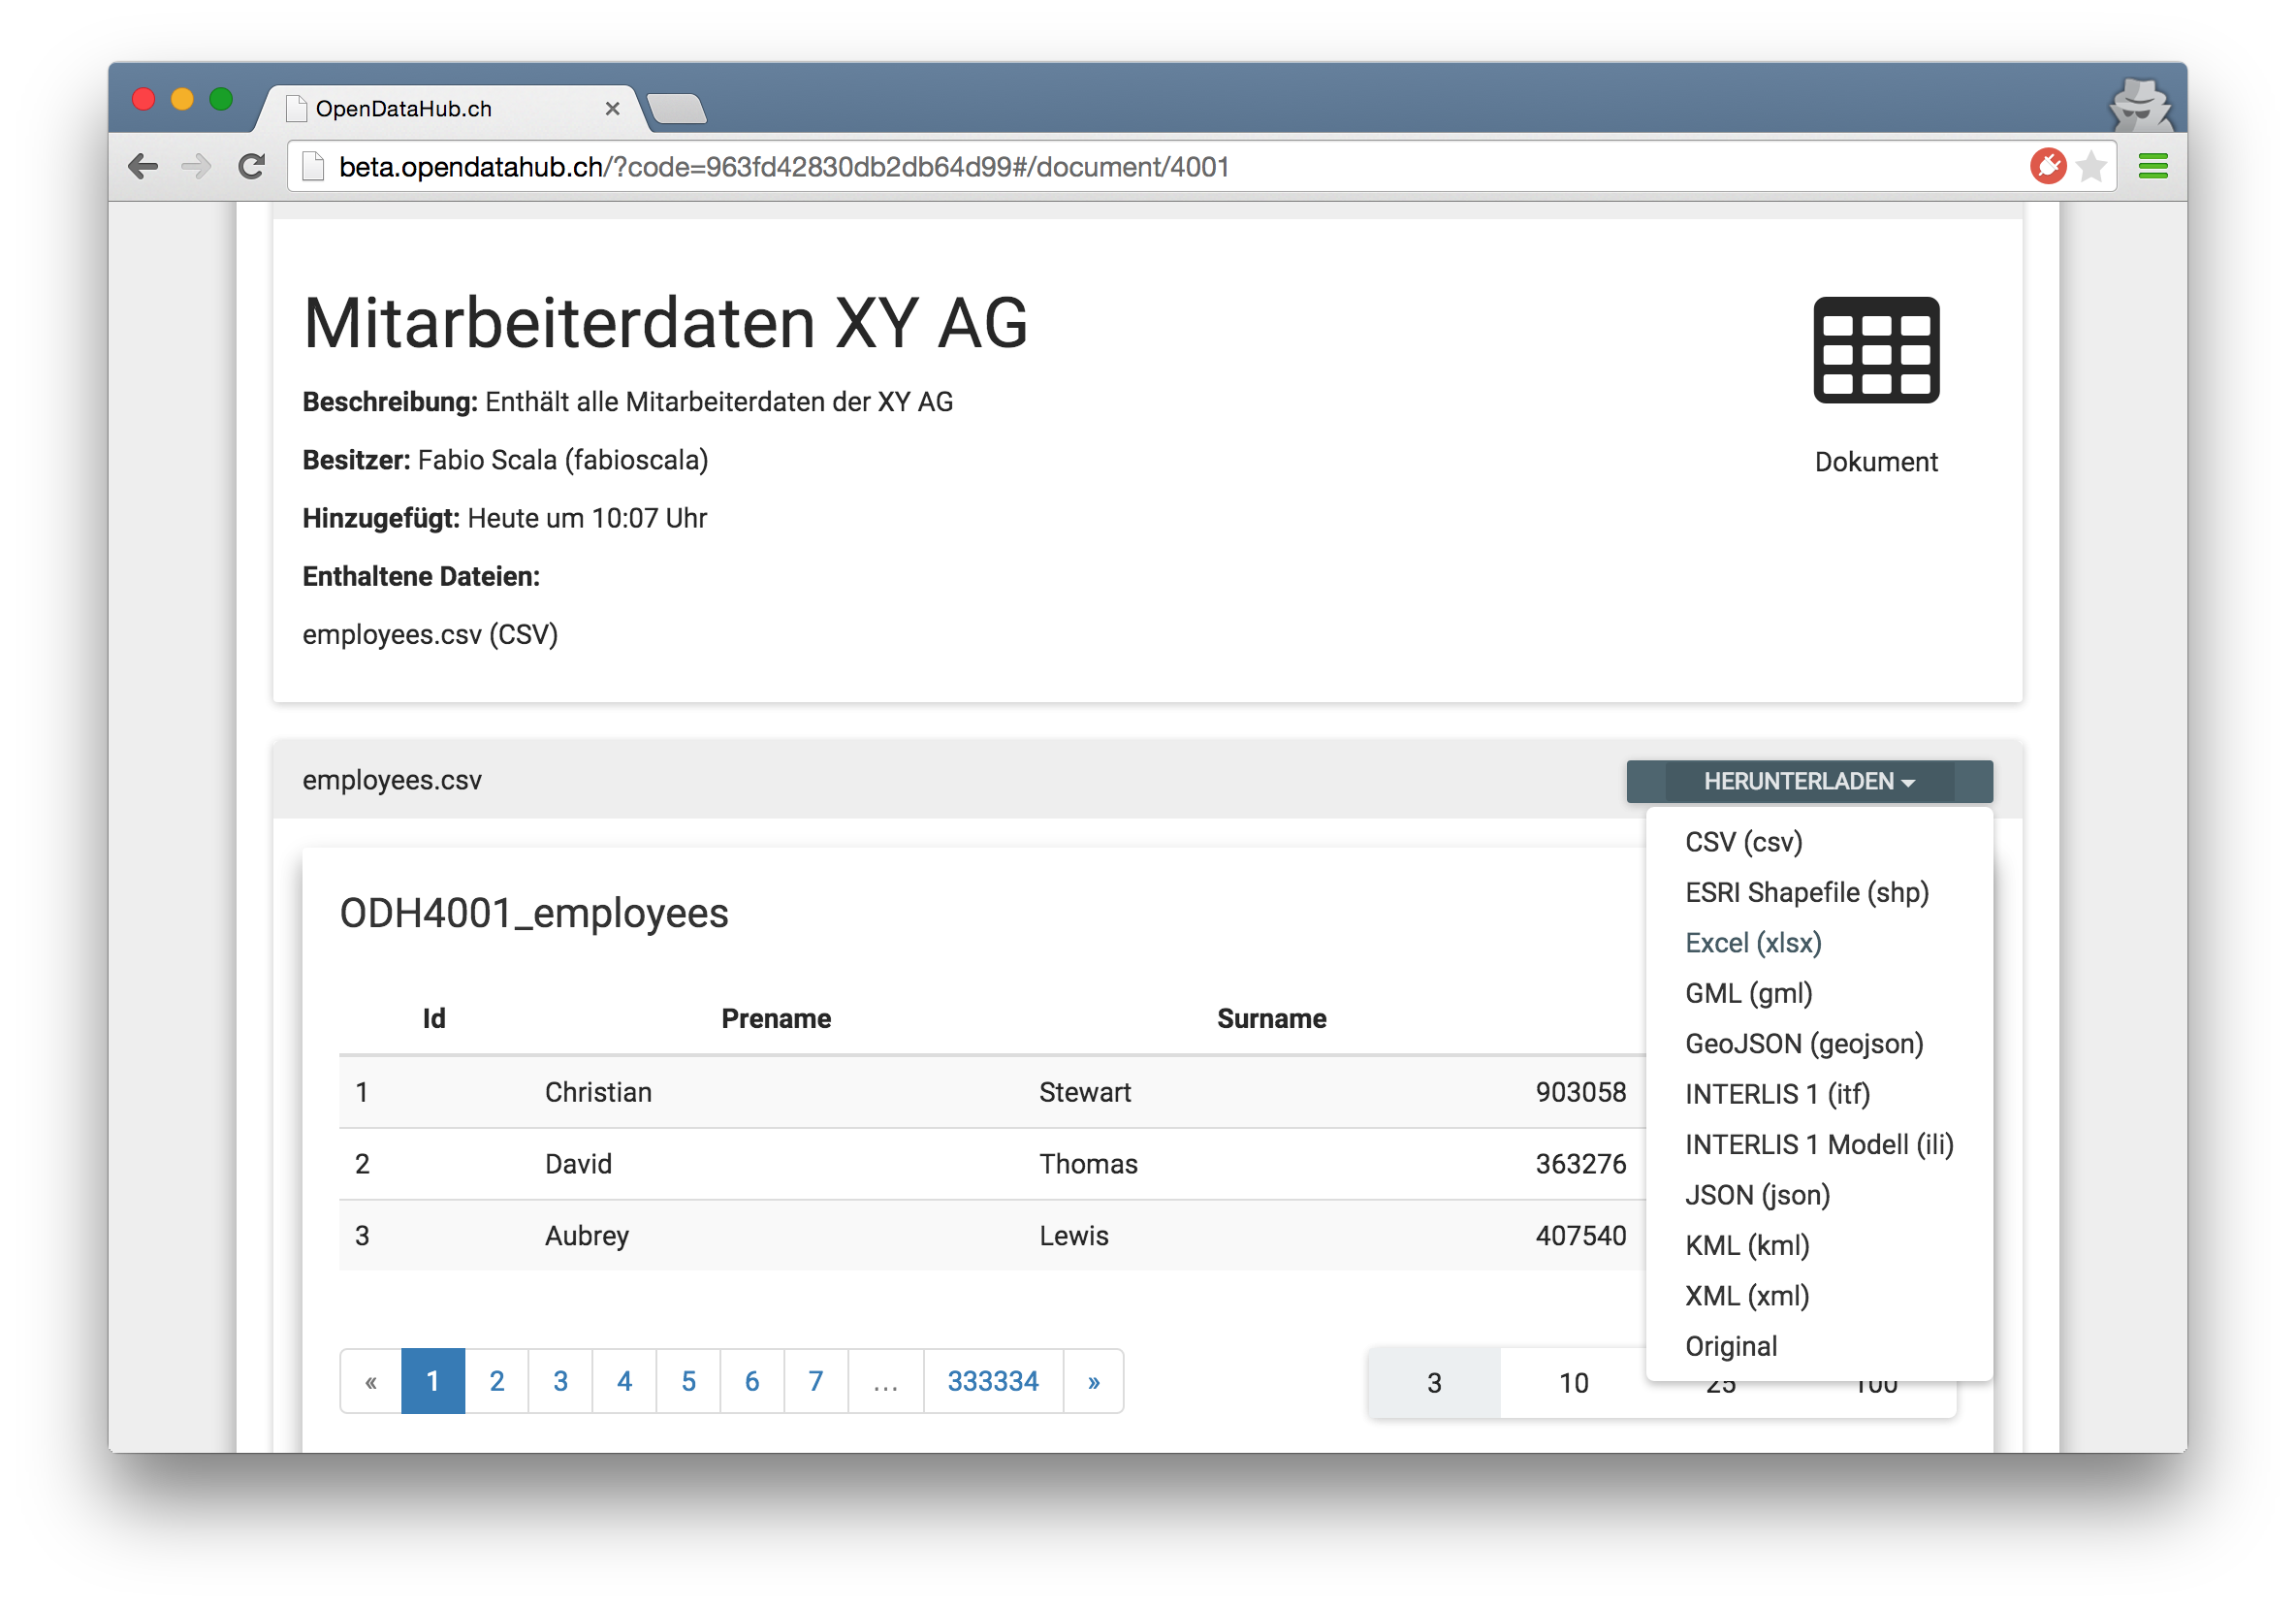 OpenDataHub.ch
beta.opendatahub.ch/?code=963fd42830db2db64d99#/document/4001
Mitarbeiterdaten XY AG
Beschreibung: Enthält alle Mitarbeiterdaten der XY AG
Dokument
Besitzer: Fabio Scala (fabioscala)
Hinzugefügt: Heute um 10:07 Uhr
Enthaltene Dateien:
employees.csv (CSV)
employees.csv
HERUNTERLADEN
CSV (csv)
ESRI Shapefile (shp)
Excel (xlsx)
GML (gml)
GeoJSON (geojson)
INTERLIS 1 (itf)
INTERLIS 1 Modell (ili)
JSON (json)
KML (kml)
XML (xml)
Original
ODH4001_employees
Id Prename Surname
1 Christian Stewart 903058
2 David Thomas 363276
3 Aubrey Lewis 407540
« 1 2 3 4 5 6 7 ... 333334 »
3 10 25 100